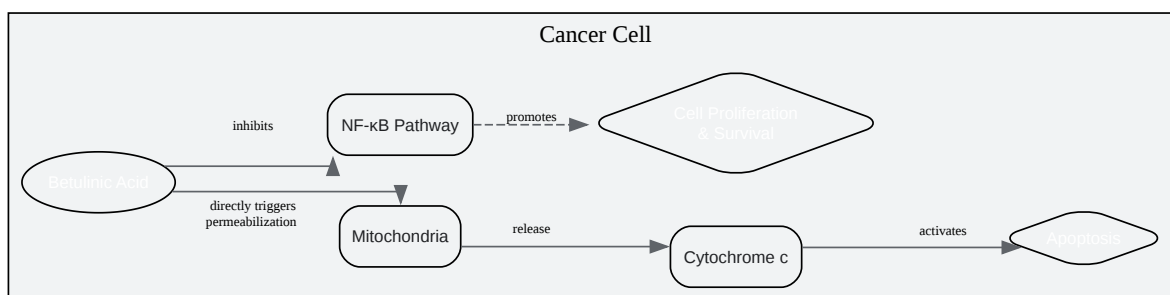 Cancer Cell
Betulinic Acid
inhibits
NF-κB Pathway
promotes
Cell Proliferation
& Survival
directly triggers
permeabilization
Mitochondria
release
Cytochrome c
activates
Apoptosis